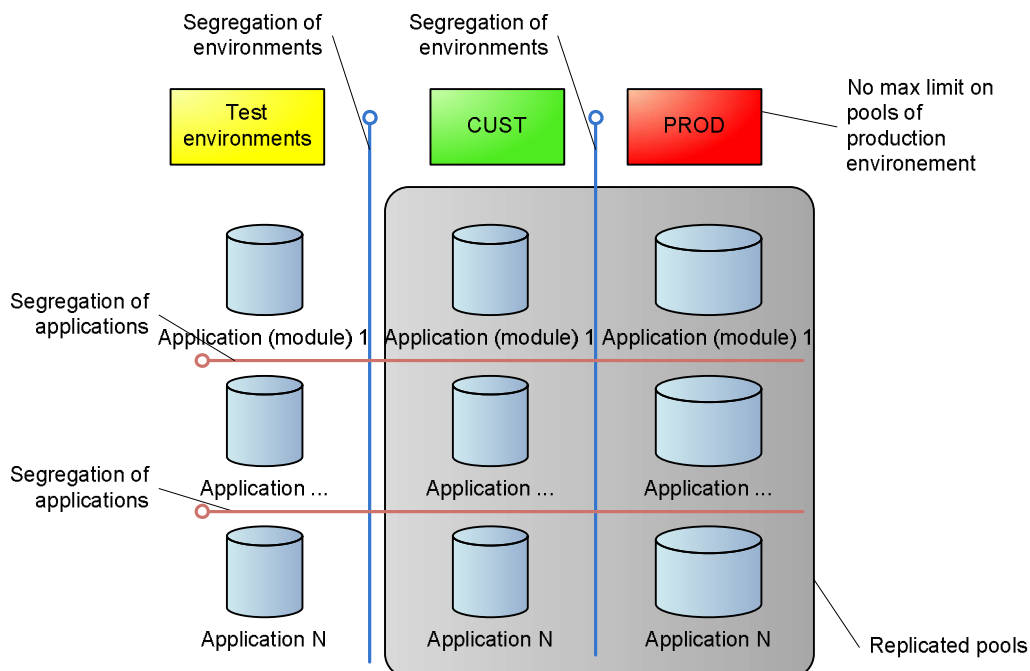 Segregation of
environments
Segregation of
environments
Test
environments
CUST
PROD
No max limit on
pools of
production
environement
Segregation of
applications
Application (module) 1
Application (module) 1
Application (module) 1
Segregation of
applications
Application ...
Application ...
Application ...
Application N
Application N
Application N
Replicated pools